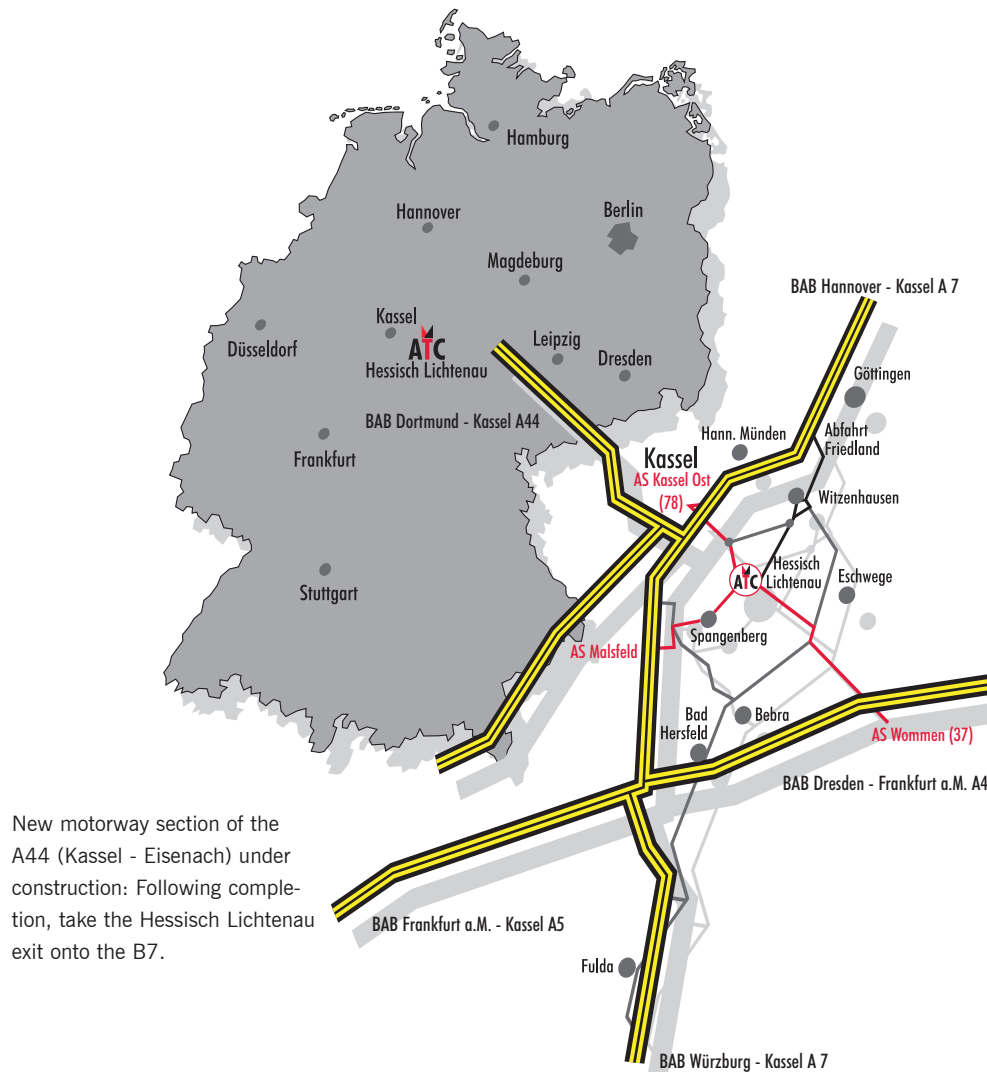 Hamburg
Hannover
Berlin
Magdeburg
BAB Hannover - Kassel A 7
Kassel
ATC
Hessisch Lichtenau
Düsseldorf
Leipzig
Dresden
Göttingen
BAB Dortmund - Kassel A44
Hann. Münden
Abfahrt
Friedland
Frankfurt
Kassel
AS Kassel Ost
(78)
Witzenhausen
Stuttgart
ATC
Hessisch
Lichtenau
Eschwege
Spangenberg
AS Malsfeld
Bad
Hersfeld
Bebra
AS Wommen (37)
BAB Dresden - Frankfurt a.M. A4
New motorway section of the
A44 (Kassel - Eisenach) under
construction: Following comple-
tion, take the Hessisch Lichtenau
exit onto the B7.
BAB Frankfurt a.M. - Kassel A5
Fulda
BAB Würzburg - Kassel A 7